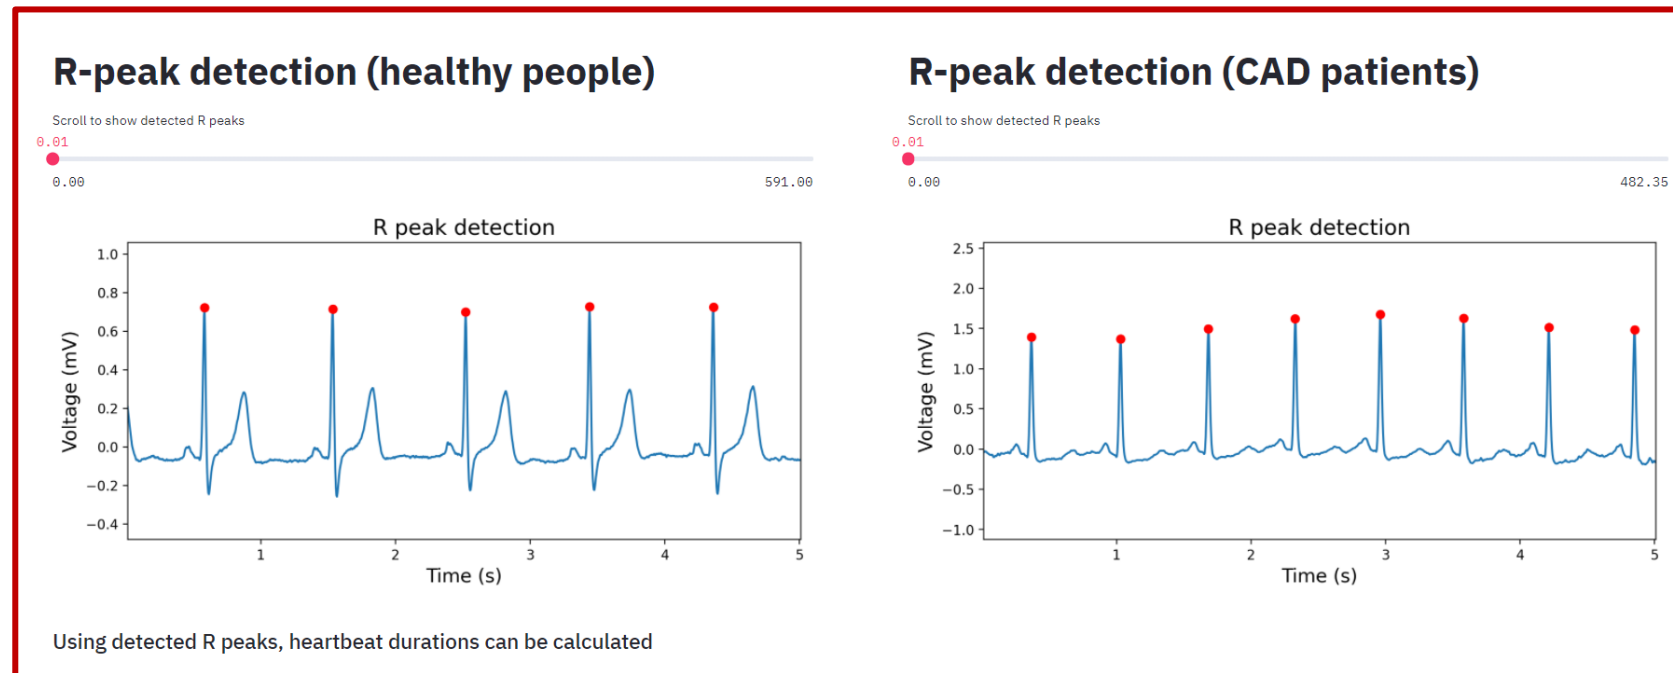 R-peak detection (healthy people)
Scroll to show detected R peaks
0.01
0.00 591.00
R peak detection
1.0
0.8
0.6
0.4
0.2
0.0
−0.2
−0.4
Voltage (mV)
1 2 3 4 5
Time (s)
R-peak detection (CAD patients)
Scroll to show detected R peaks
0.01
0.00 482.35
R peak detection
2.5
2.0
1.5
1.0
0.5
0.0
−0.5
−1.0
Voltage (mV)
1 2 3 4 5
Time (s)
Using detected R peaks, heartbeat durations can be calculated